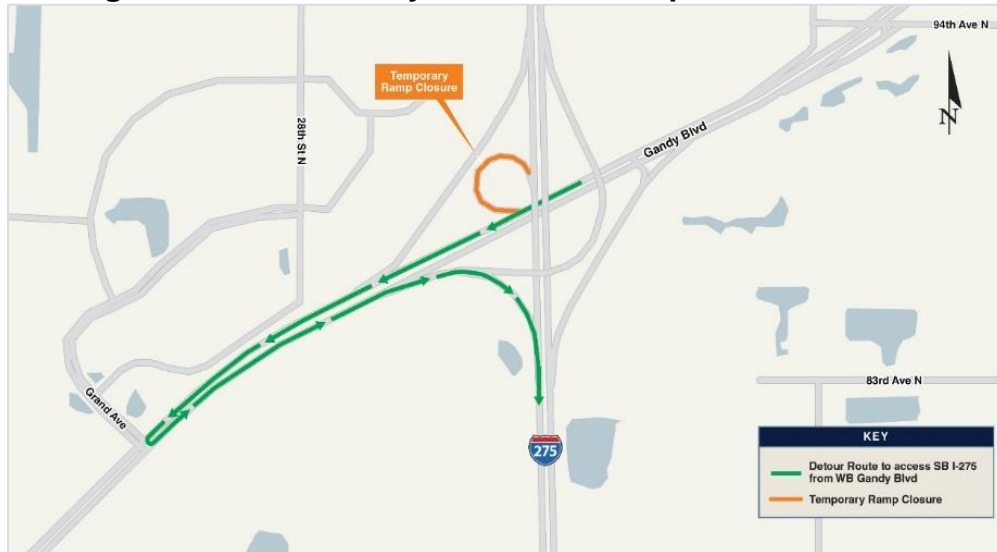 94th Ave N
Temporary
Ramp Closure
N
28th St N
Gandy Blvd
83rd Ave N
Grand Ave
275
KEY
Detour Route to access SB I-275
from WB Gandy Blvd
Temporary Ramp Closure